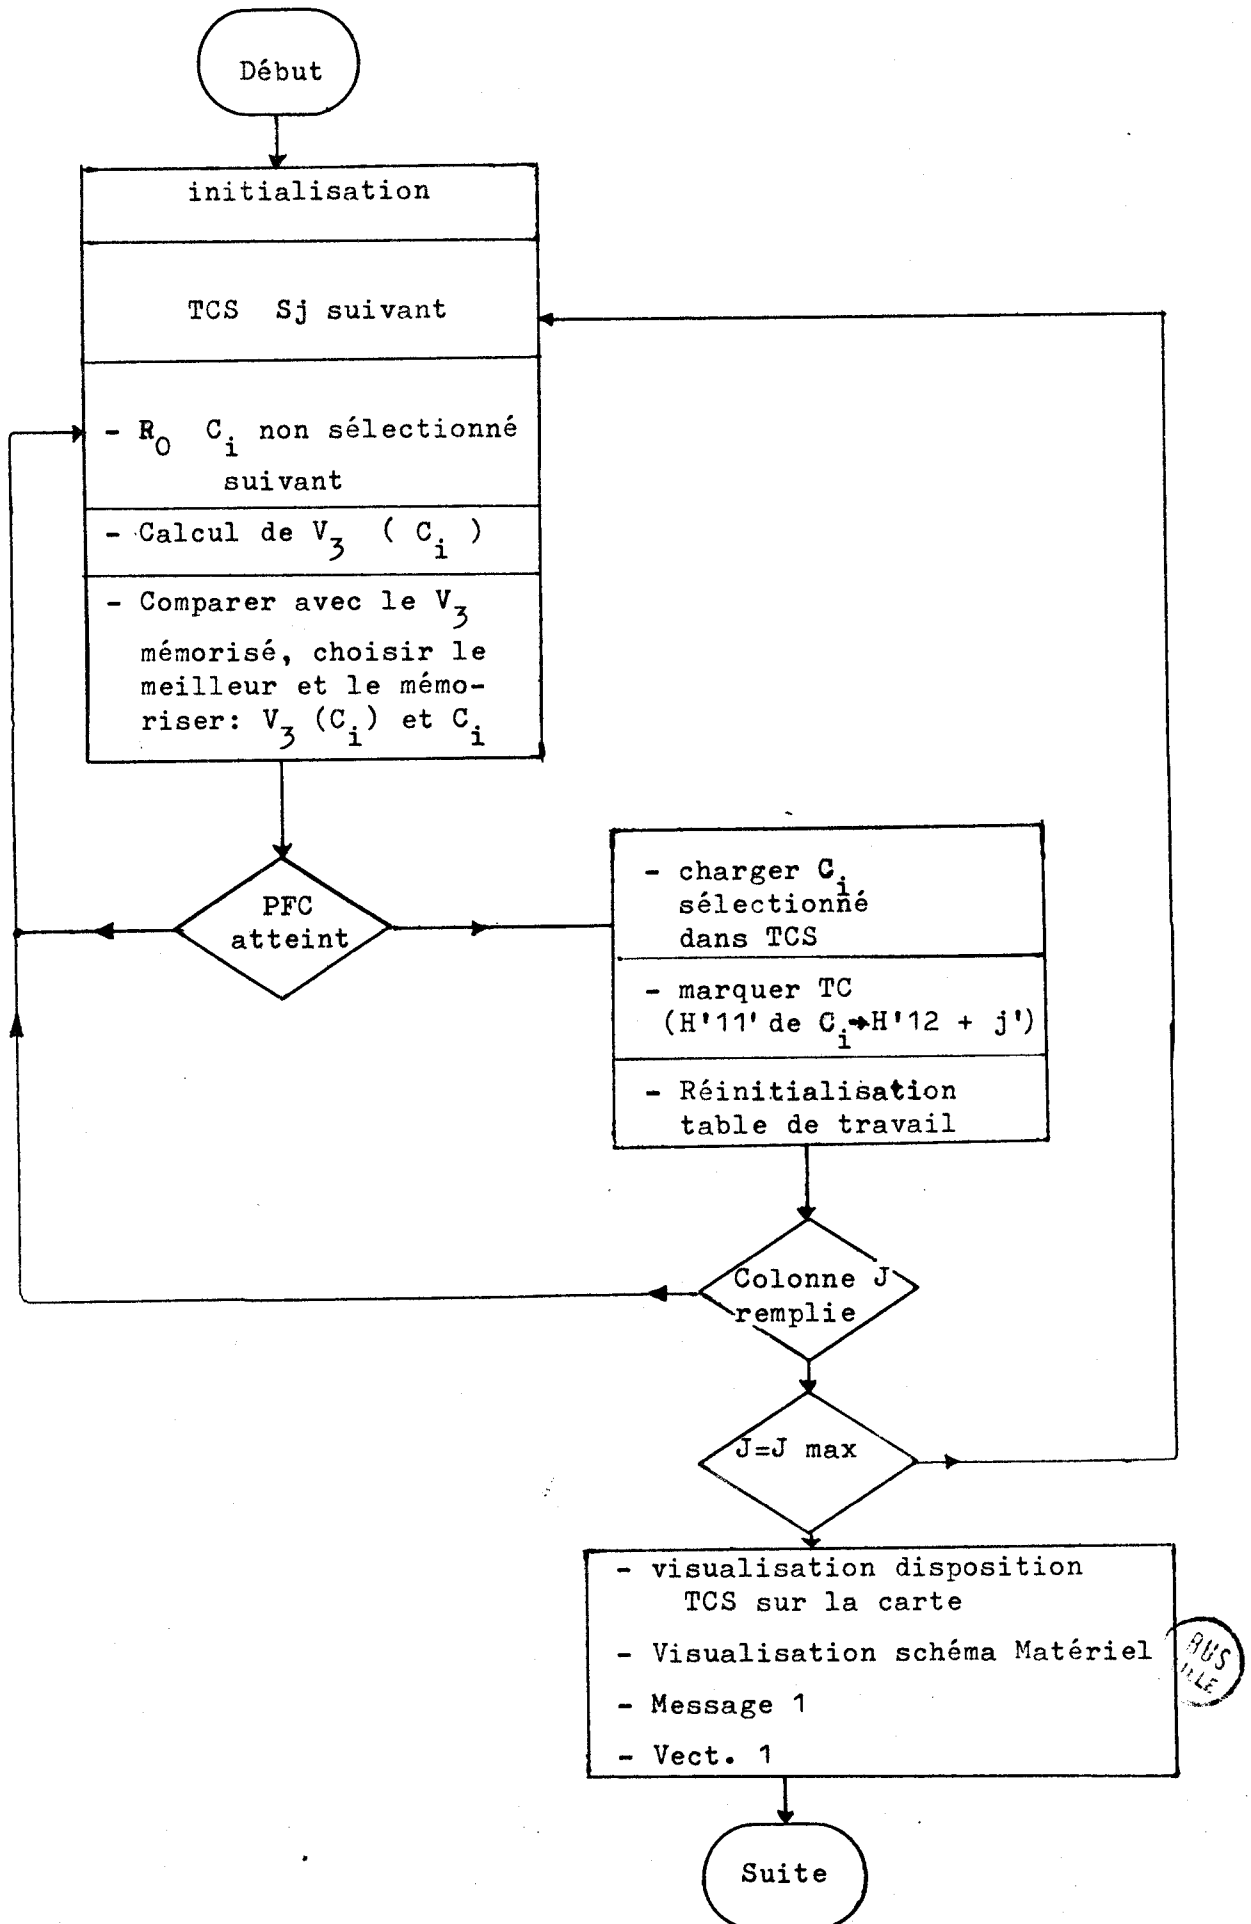 Début
initialisation
TCS Sj suivant
- R0 Ci non sélectionné
suivant
- Calcul de V3 ( Ci )
- Comparer avec le V3
mémorisé, choisir le
meilleur et le mémo-
riser: V3 (Ci) et Ci
PFC
atteint
- charger Ci
sélectionné
dans TCS
- marquer TC
(H'11' de Ci→H'12 + j')
- Réinitialisation
table de travail
Colonne J
remplie
J=J max
- visualisation disposition
TCS sur la carte
- Visualisation schéma Matériel
- Message 1
- Vect. 1
Suite